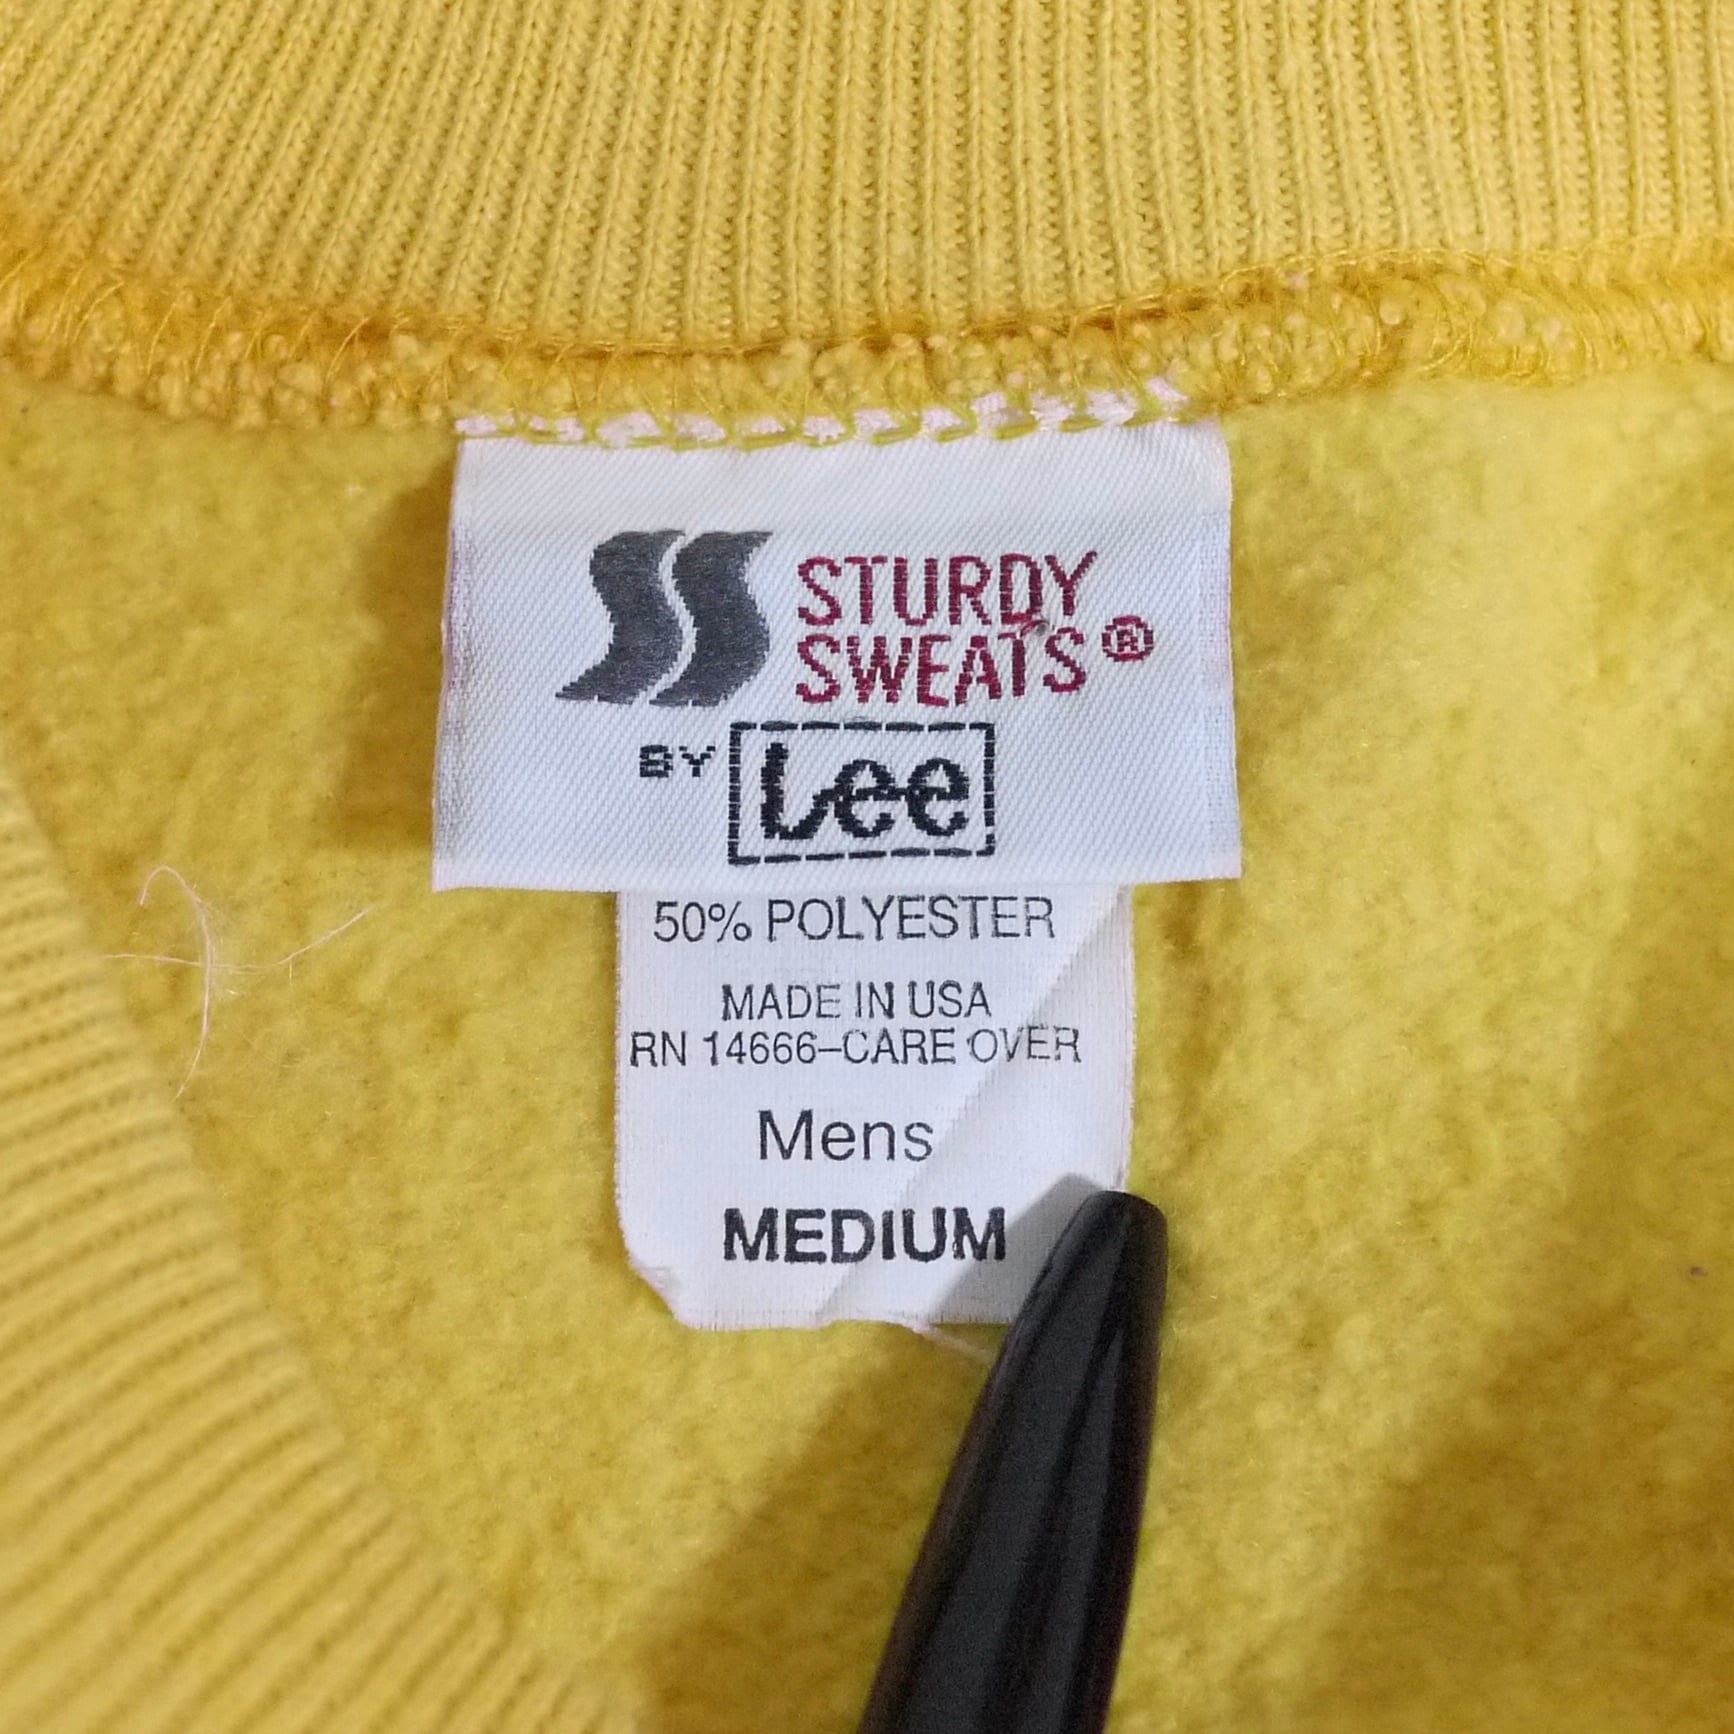 STURDY
SWEATS®
BY Lee
50% POLYESTER
MADE IN USA
RN 14666–CARE OVER
Mens
MEDIUM